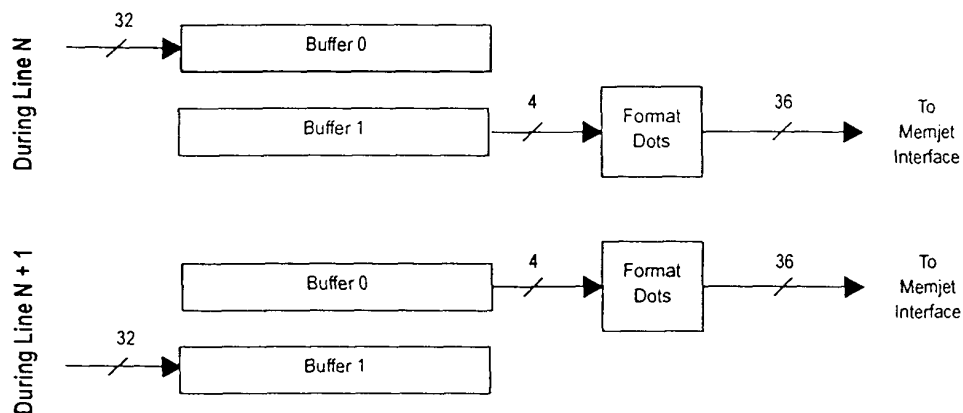 During Line N
32
Buffer 0
Buffer 1
4
Format
Dots
36
To
Memjet
Interface
During Line N + 1
Buffer 0
4
Format
Dots
36
To
Memjet
Interface
32
Buffer 1